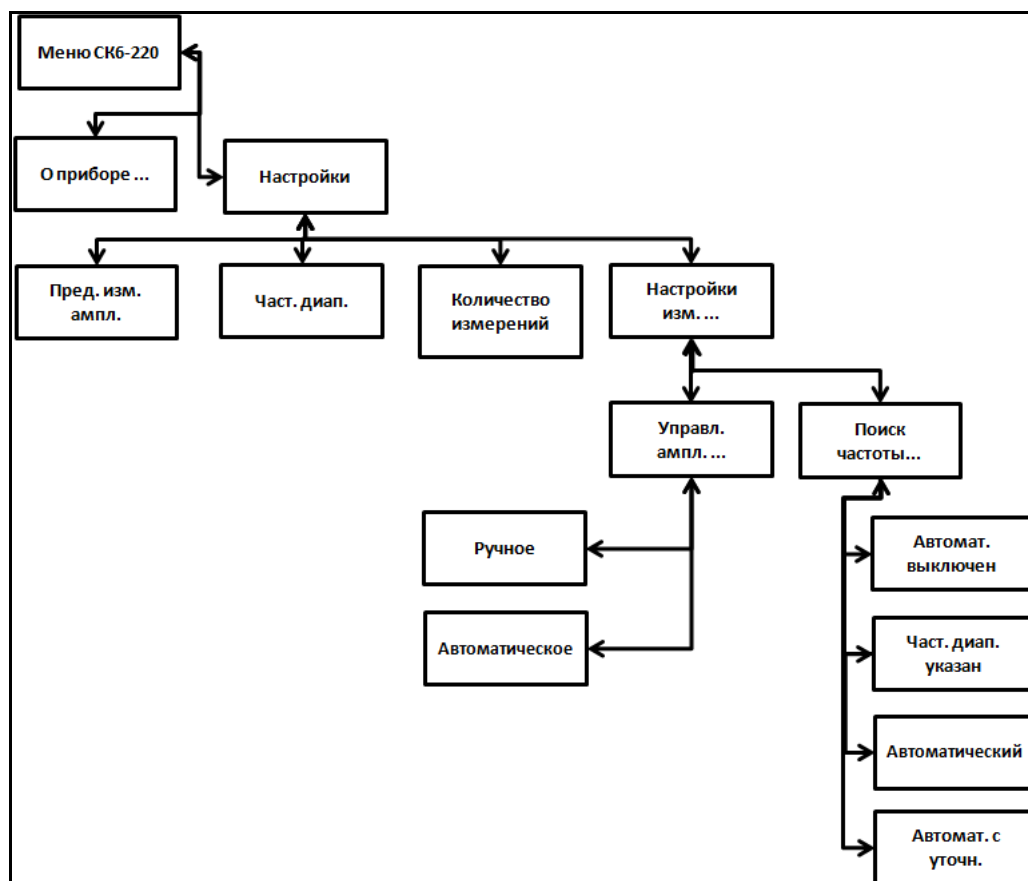 Меню СК6-220
О приборе ...
Настройки
Пред. изм.
ампл.
Част. диап.
Количество
измерений
Настройки
изм. ...
Управл.
ампл. ...
Поиск
частоты...
Ручное
Автоматическое
Автомат.
выключен
Част. диап.
указан
Автоматический
Автомат. с
уточн.